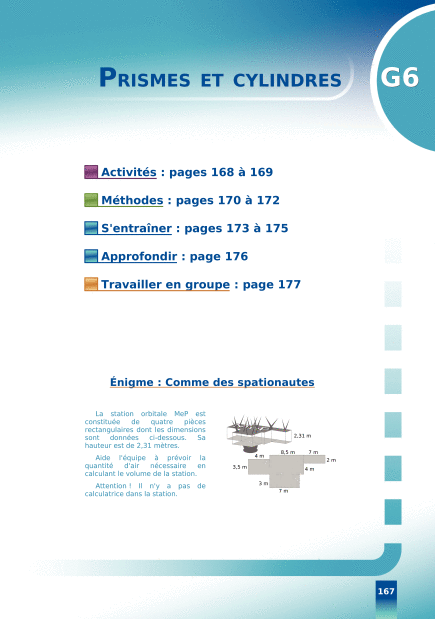 G6
PRISMES ET CYLINDRES
Activités : pages 168 à 169
Méthodes : pages 170 à 172
S'entraîner : pages 173 à 175
Approfondir : page 176
Travailler en groupe : page 177
Énigme : Comme des spationautes
La station orbitale MeP est
constituée de quatre pièces
rectangulaires dont les dimensions
sont données ci-dessous. Sa
hauteur est de 2,31 mètres.
Aide l'équipe à prévoir la
quantité d'air nécessaire en
calculant le volume de la station.
Attention ! Il n'y a pas de
calculatrice dans la station.
2,31 m
4 m
8,5 m
7 m
2 m
3,5 m
4 m
3 m
7 m
167